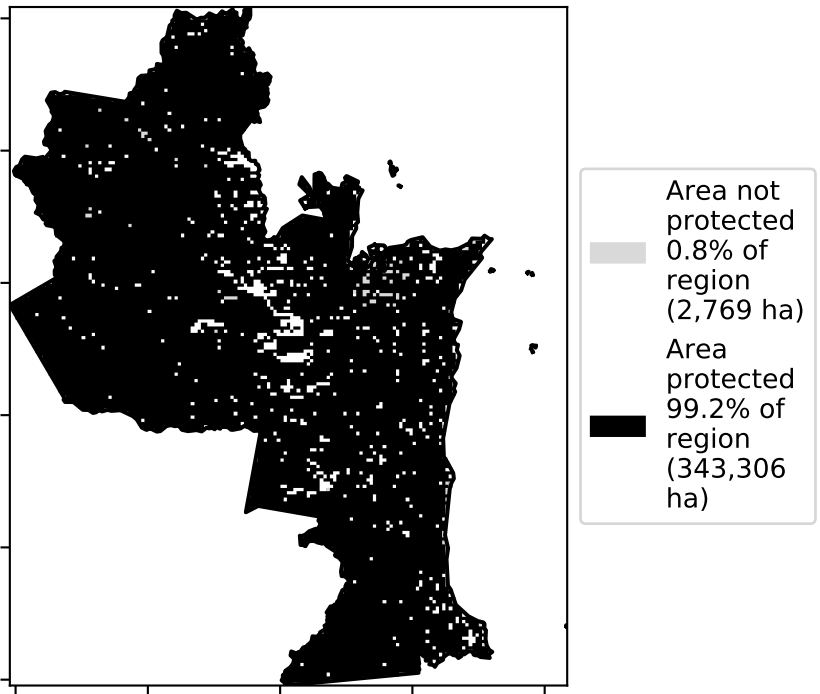 Area not
protected
0.8% of
region
(2,769 ha)
Area
protected
99.2% of
region
(343,306
ha)